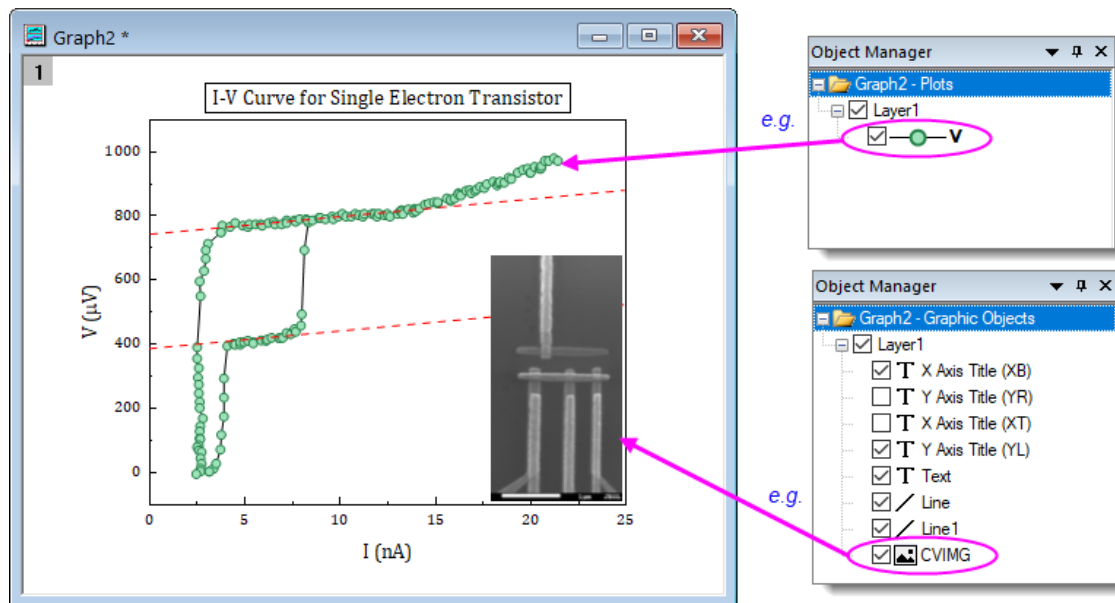 Graph2 *
1
I-V Curve for Single Electron Transistor
1000
800
600
400
200
0
V (μV)
0 5 10 15 20 25
I (nA)
e.g.
e.g.
Object Manager
Graph2 - Plots
Layer1
V
Object Manager
Graph2 - Graphic Objects
Layer1
T X Axis Title (XB)
T Y Axis Title (YR)
T X Axis Title (XT)
T Y Axis Title (YL)
T Text
Line
Line1
CVIMG